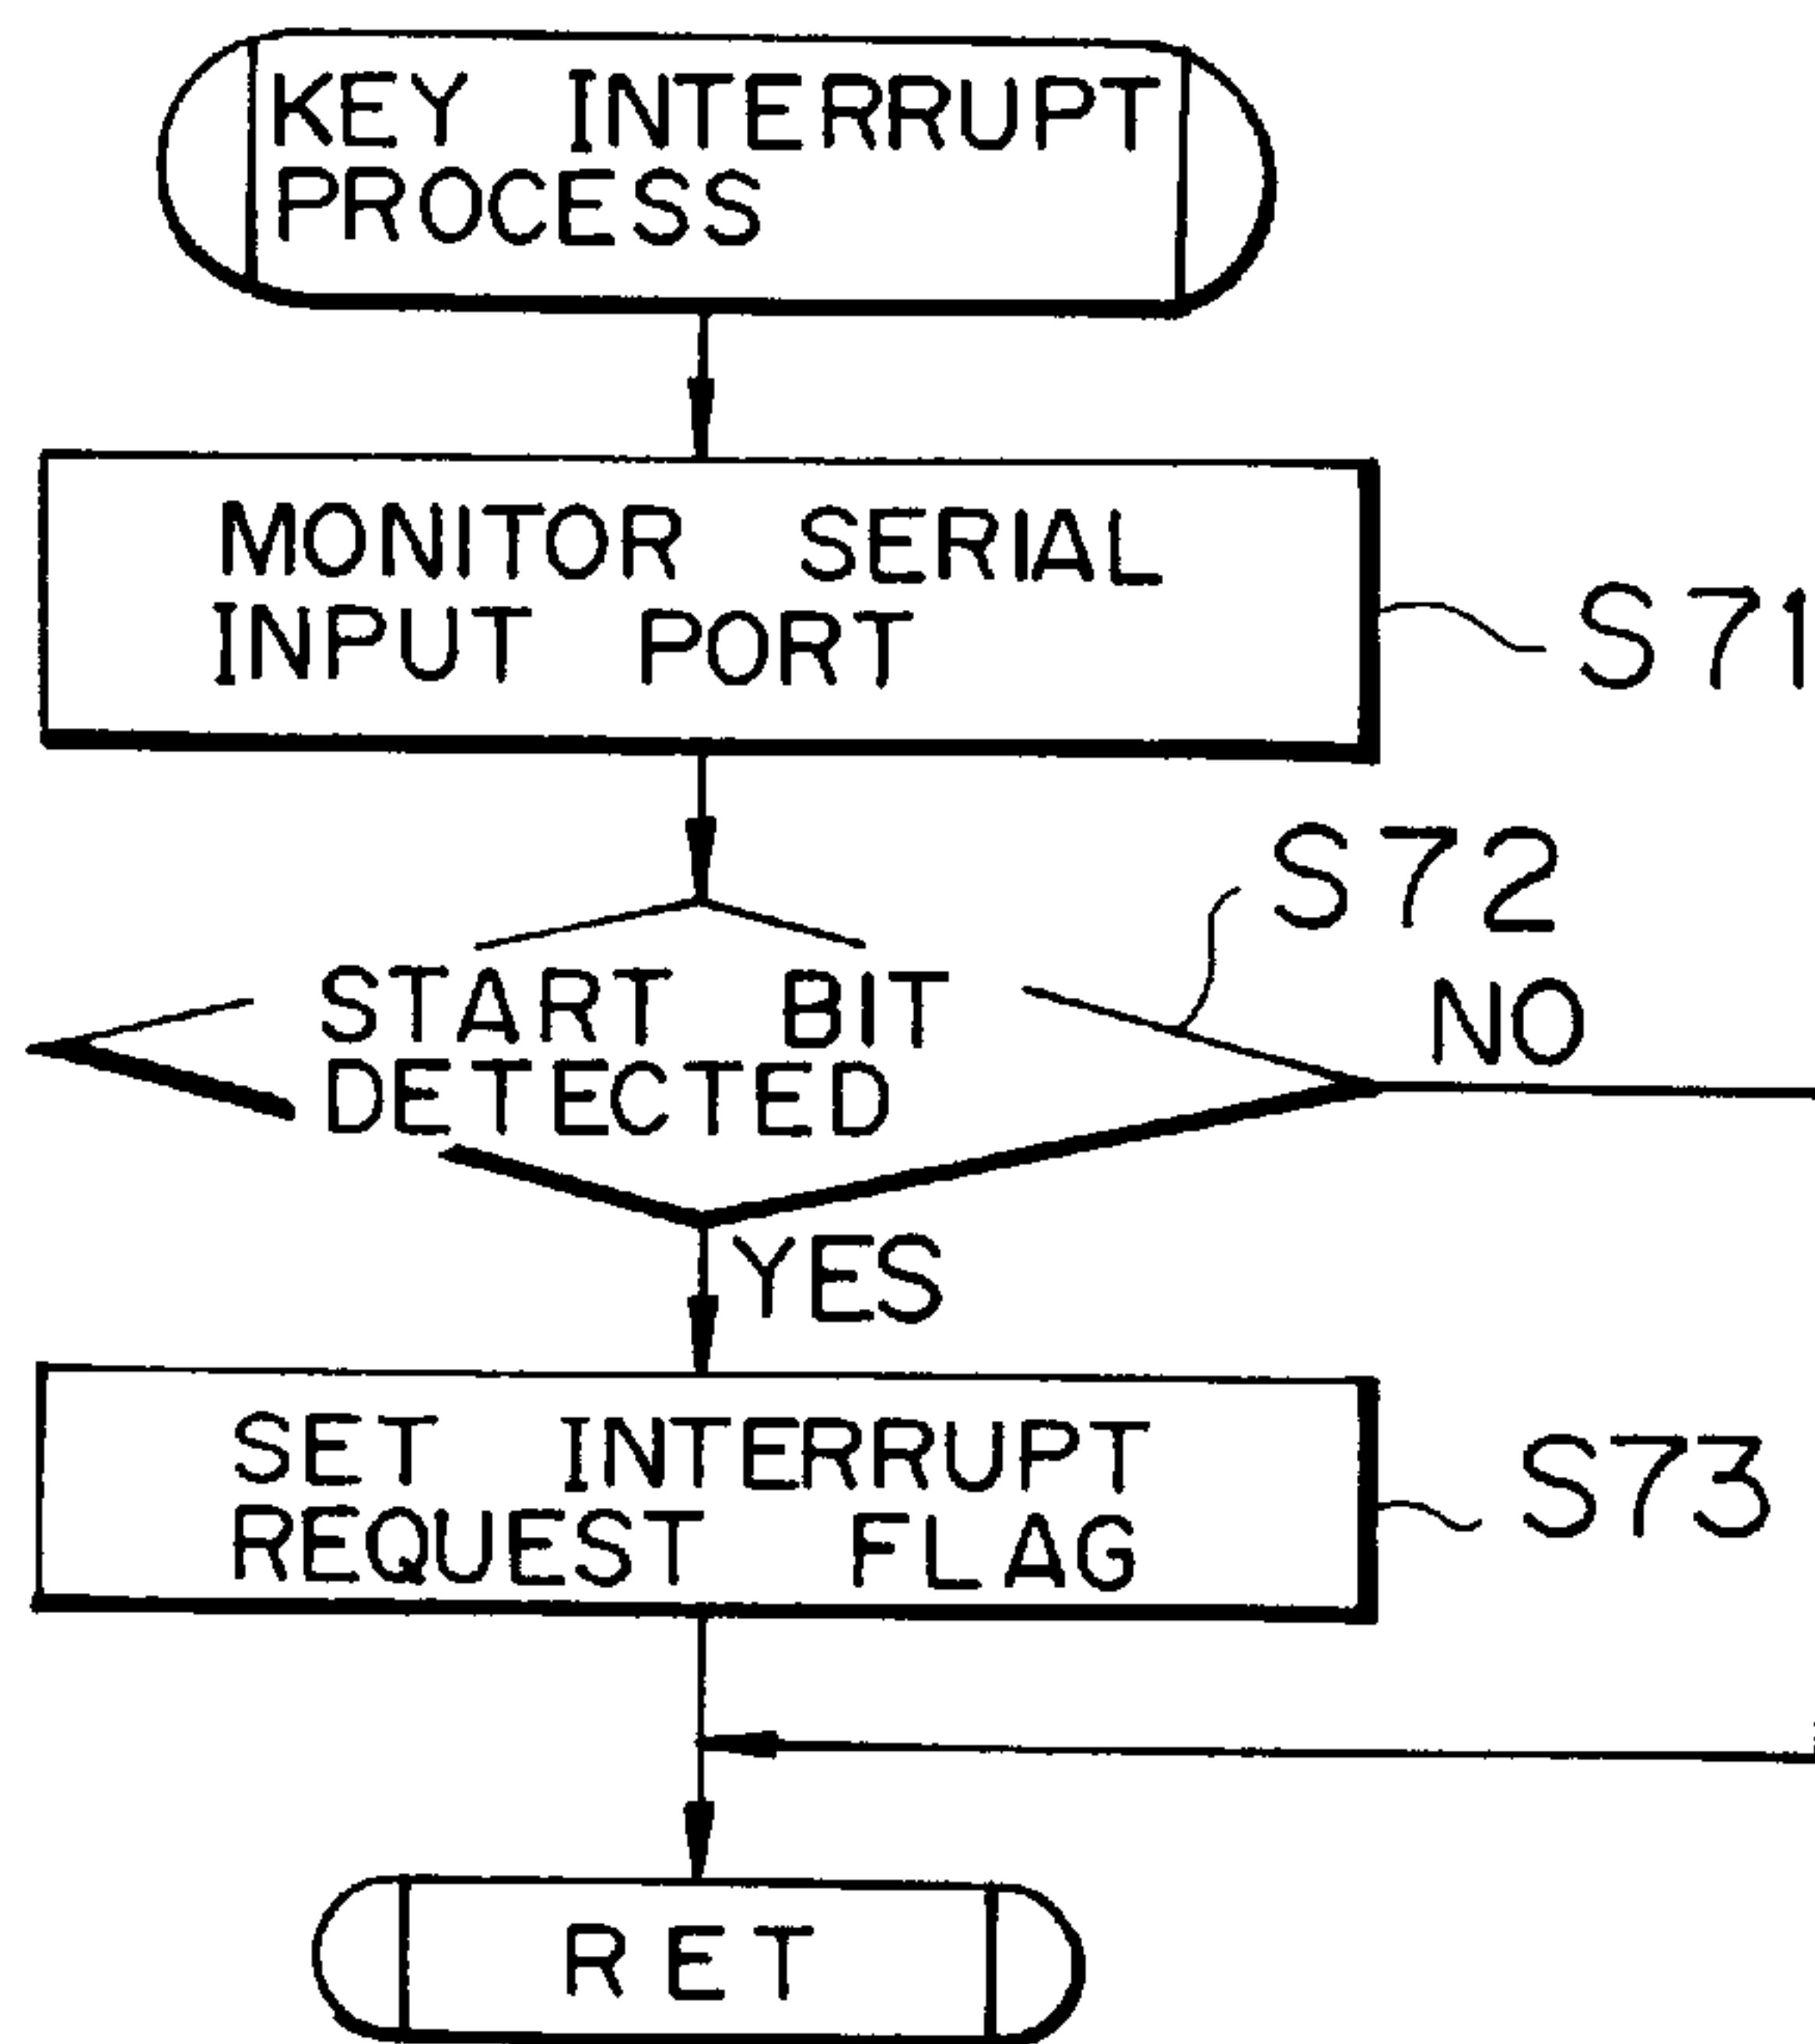 KEY INTERRUPT
PROCESS
MONITOR SERIAL
INPUT PORT
S71
S72
START BIT
DETECTED
NO
YES
SET INTERRUPT
REQUEST FLAG
S73
RET